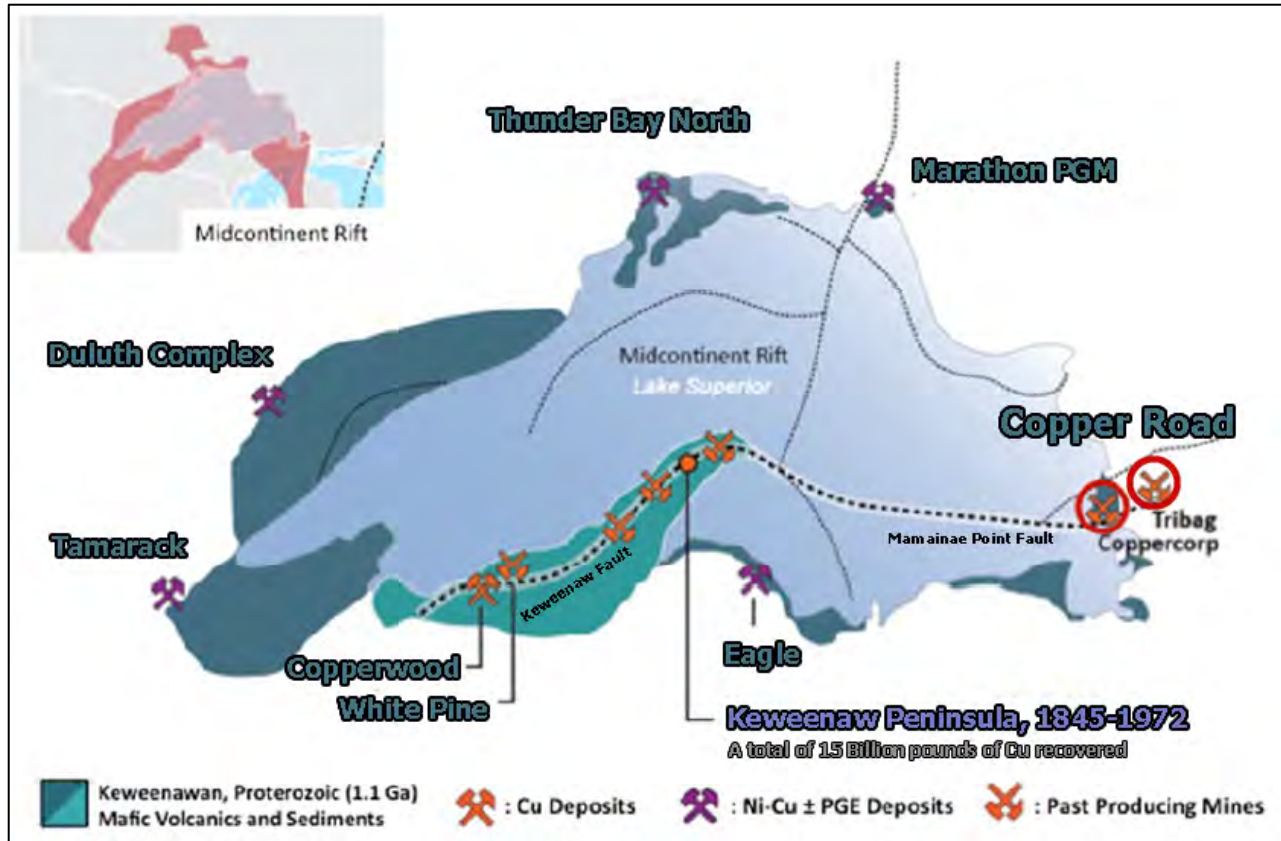 Midcontinent Rift
Thunder Bay North
Marathon PGM
Duluth Complex
Midcontinent Rift
Lake Superior
Copper Road
Tribag
Coppercorp
Mamainae Point Fault
Tamarack
Keweenaw Fault
Copperwood
White Pine
Eagle
Keweenaw Peninsula, 1845-1972
A total of 15 Billion pounds of Cu recovered
Keweenawan, Proterozoic (1.1 Ga)
Mafic Volcanics and Sediments
: Cu Deposits
: Ni-Cu ± PGE Deposits
: Past Producing Mines